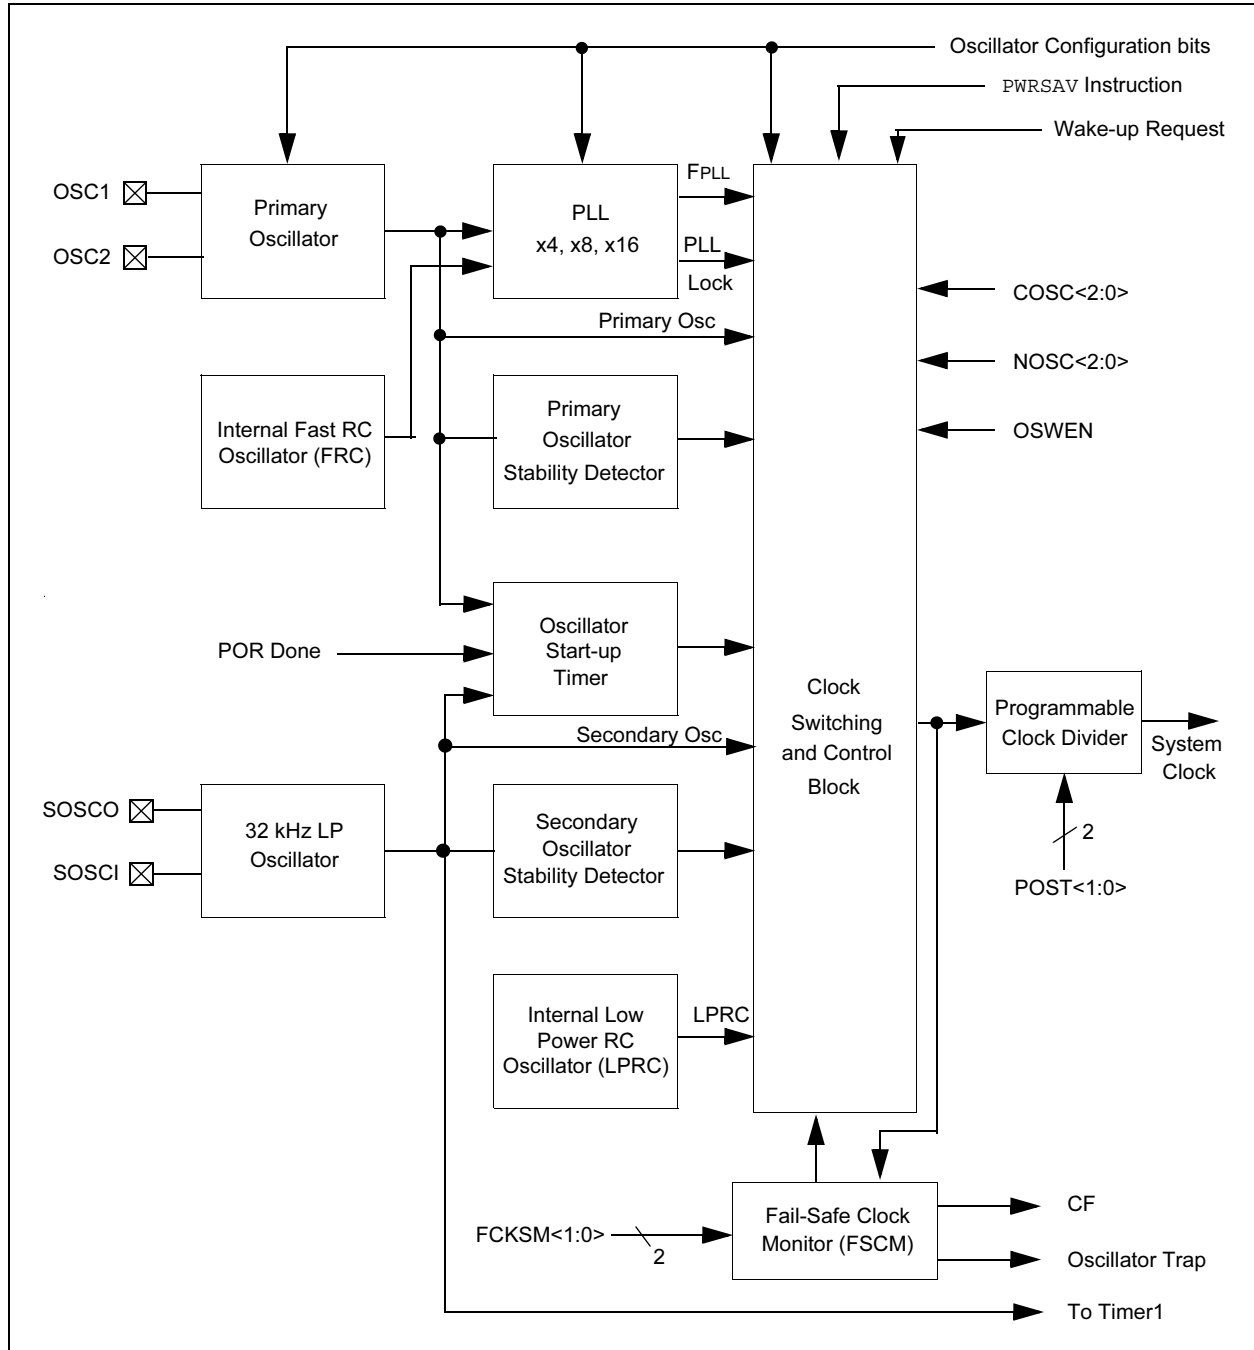 Oscillator Configuration bits
PWRSAV Instruction
Wake-up Request
OSC1
OSC2
Primary
Oscillator
PLL
x4, x8, x16
FPLL
PLL
Lock
COSC<2:0>
Primary Osc
NOSC<2:0>
Internal Fast RC
Oscillator (FRC)
Primary
Oscillator
Stability Detector
OSWEN
POR Done
Oscillator
Start-up
Timer
Clock
Switching
and Control
Block
Programmable
Clock Divider
System
Clock
Secondary Osc
SOSCO
SOSCI
32 kHz LP
Oscillator
Secondary
Oscillator
Stability Detector
2
POST<1:0>
Internal Low
Power RC
Oscillator (LPRC)
LPRC
FCKSM<1:0>
2
Fail-Safe Clock
Monitor (FSCM)
CF
Oscillator Trap
To Timer1